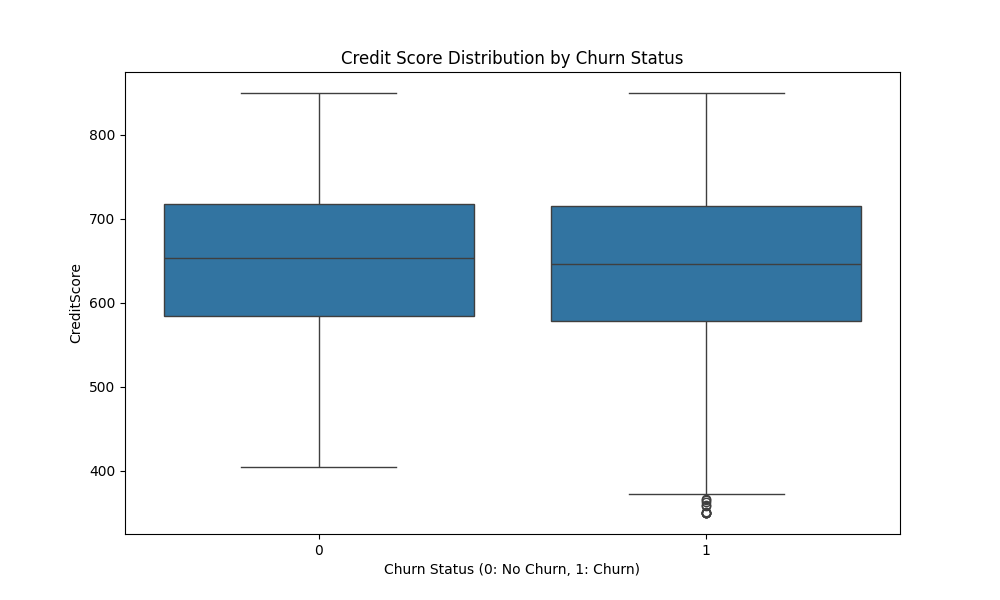 Credit Score Distribution by Churn Status
CreditScore
800
700
600
500
400
0
1
Churn Status (0: No Churn, 1: Churn)